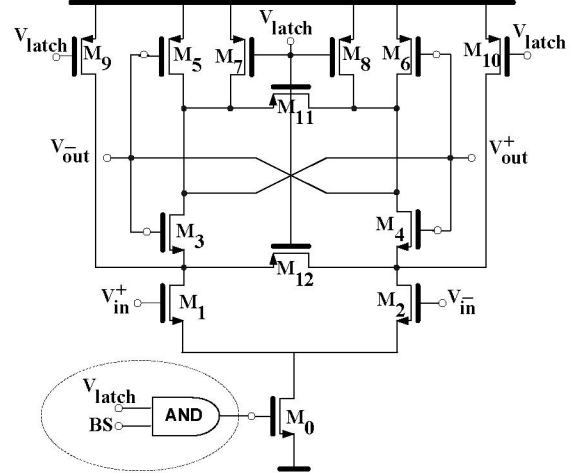 Vlatch
Vlatch
Vlatch
M9
M5
M7
M8
M6
M10
M11
V−out
V+out
M3
M4
M12
V+in
M1
M2
V−in
Vlatch
BS
AND
M0